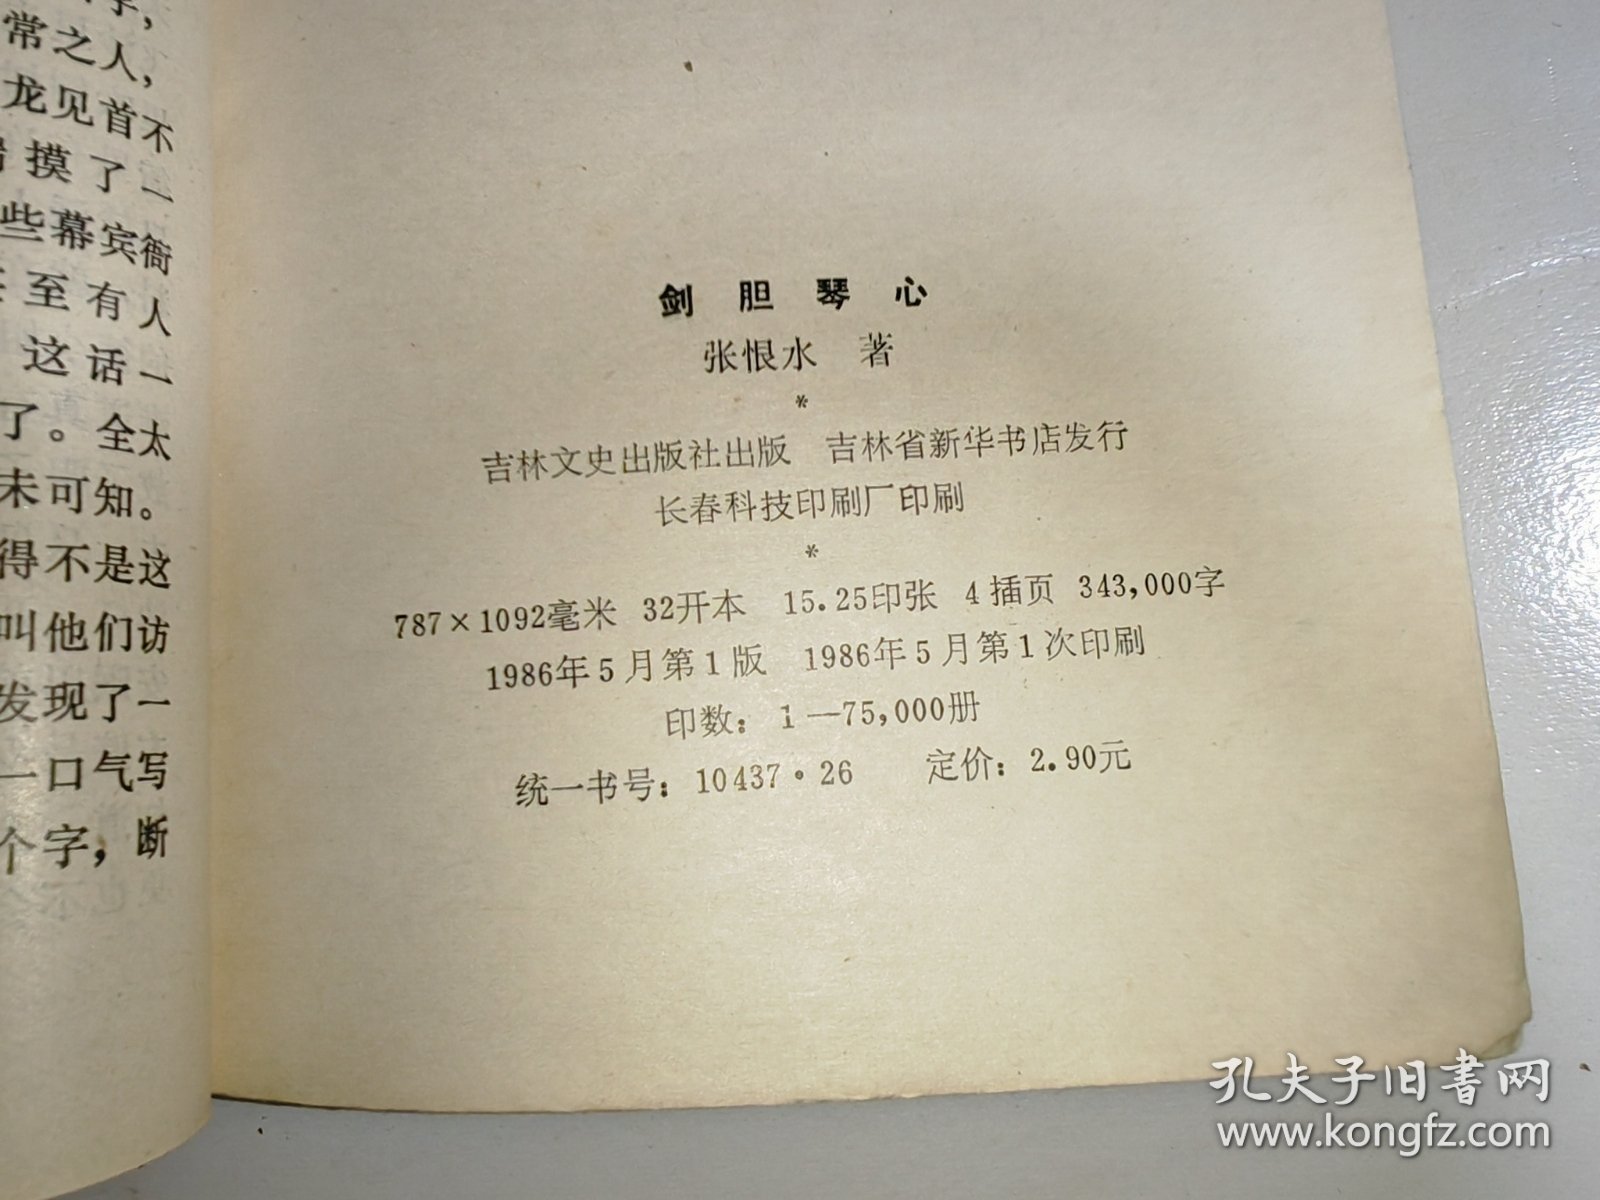 常之人,
龙见首不
摸了一
些幕宾衙
至有人
这话一
了。全太
未可知。
得不是这
叫他们访
发现了一
一口气写
个字,断
剑胆琴心
张恨水 著
*
吉林文史出版社出版 吉林省新华书店发行
长春科技印刷厂印刷
*
787×1092毫米 32开本 15.25印张 4插页 343,000字
1986年5月第1版 1986年5月第1次印刷
印数：1—75,000册
统一书号：10437·26 定价：2.90元
孔夫子旧书网
www.kongfz.com